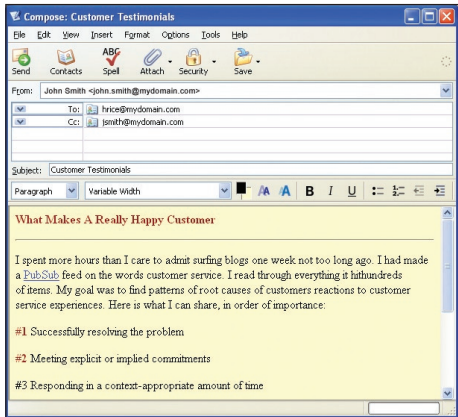 Compose: Customer Testimonials
File Edit View Insert Format Options Tools Help
ABC
Send Contacts Spell Attach Security Save
From: John Smith <john.smith@mydomain.com>
To: hrice@mydomain.com
Cc: jsmith@mydomain.com
Subject: Customer Testimonials
Paragraph Variable Width A A A A B I U
What Makes A Really Happy Customer
I spent more hours than I care to admit surfing blogs one week not too long ago. I had made
a PubSub feed on the words customer service. I read through everything it hithundreds
of items. My goal was to find patterns of root causes of customers reactions to customer
service experiences. Here is what I can share, in order of importance:
#1 Successfully resolving the problem
#2 Meeting explicit or implied commitments
#3 Responding in a context-appropriate amount of time